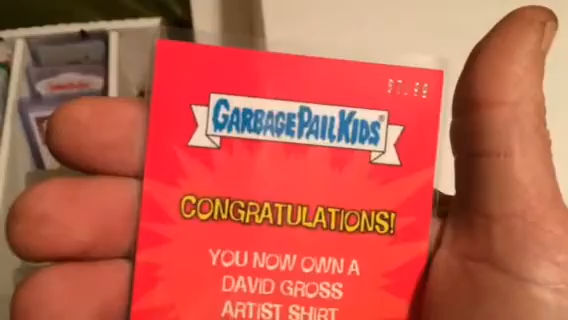 GARBAGE PAIL KIDS®
CONGRATULATIONS!
YOU NOW OWN A
DAVID GROSS
ARTIST SHIRT